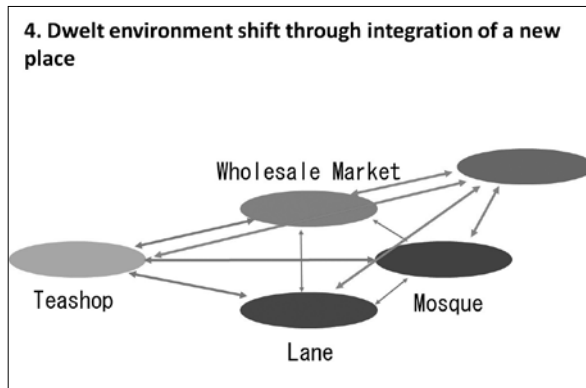 4. Dwelt environment shift through integration of a new
place
Wholesale Market
Teashop
Mosque
Lane